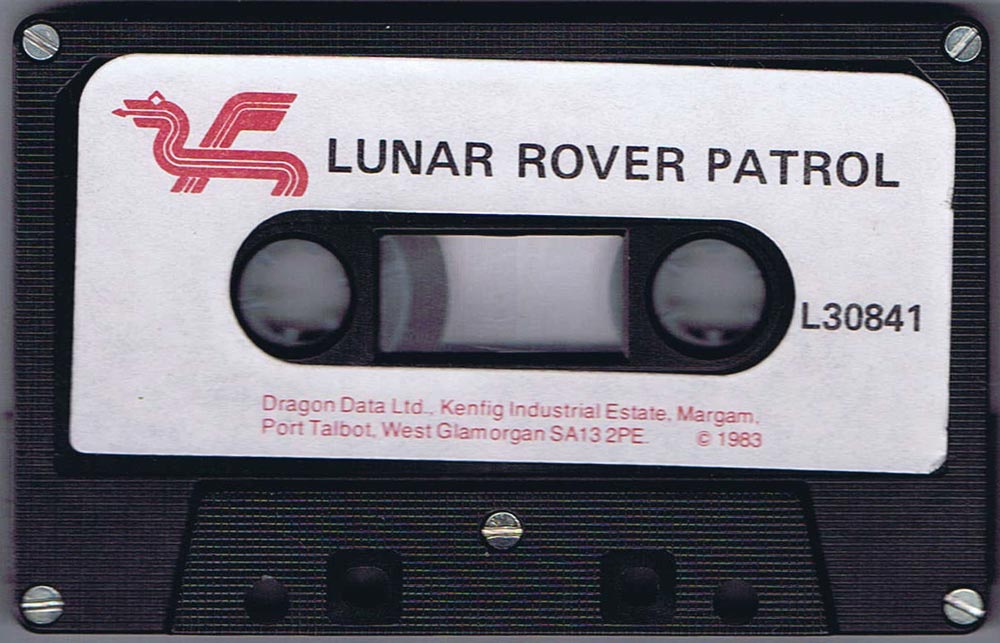 LUNAR ROVER PATROL
L30841
Dragon Data Ltd., Kenfig Industrial Estate, Margam,
Port Talbot, West Glamorgan SA13 2PE. © 1983